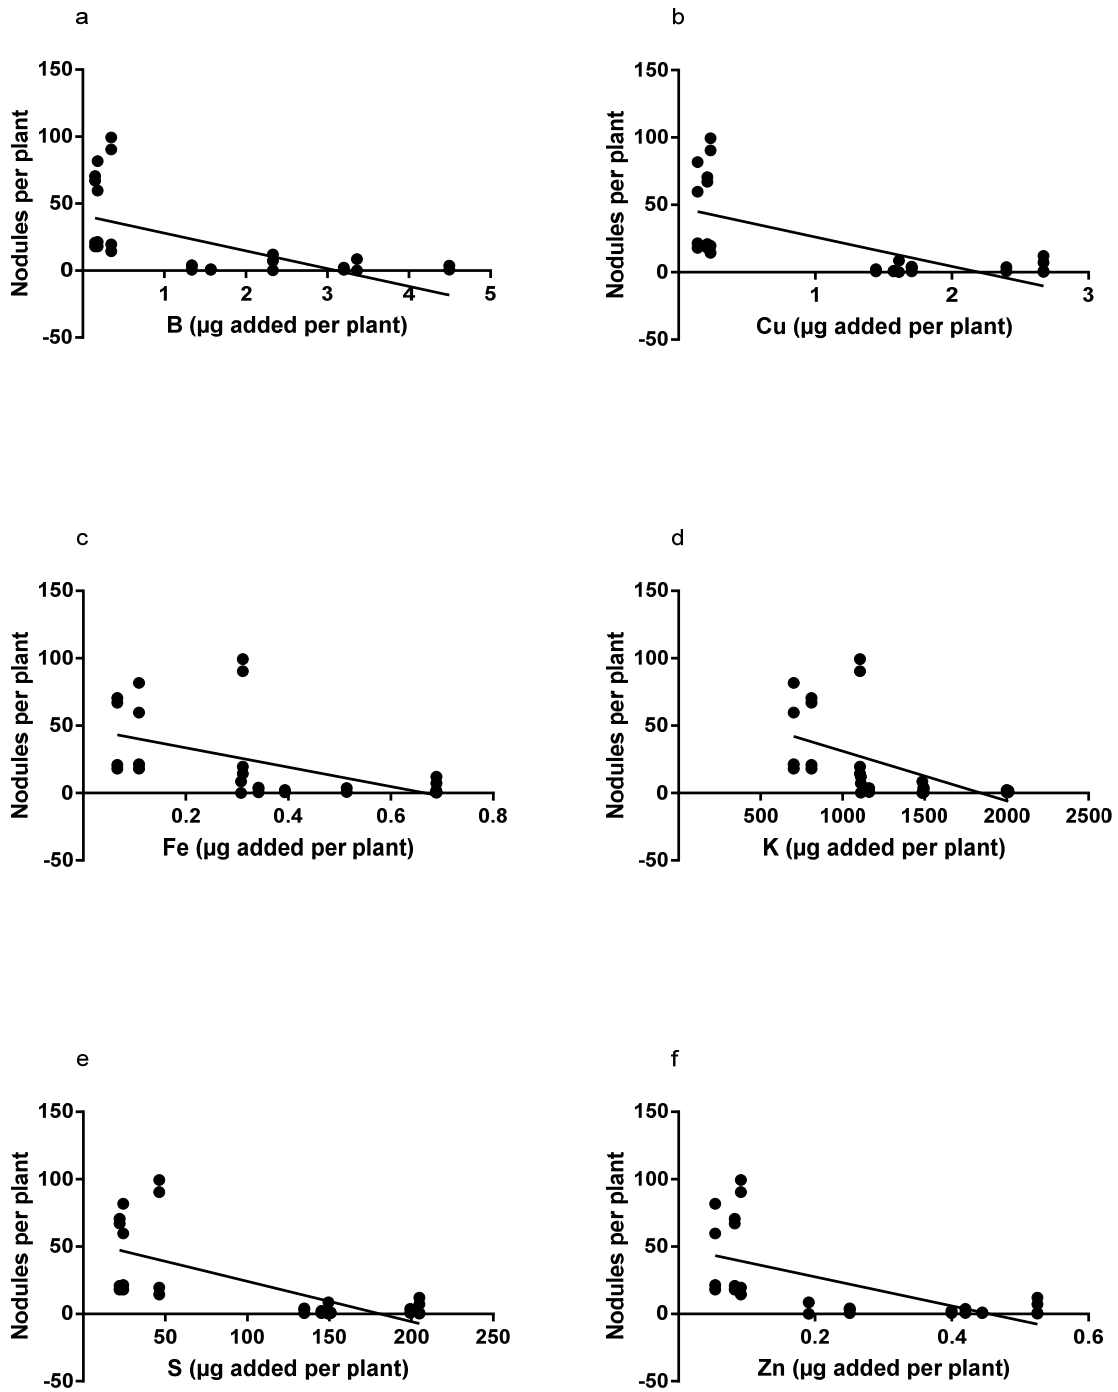 a
150
100
50
0
-50
Nodules per plant
1 2 3 4 5
B (µg added per plant)
b
150
100
50
0
-50
Nodules per plant
1 2 3
Cu (µg added per plant)
c
150
100
50
0
-50
Nodules per plant
0.2 0.4 0.6 0.8
Fe (µg added per plant)
d
150
100
50
0
-50
Nodules per plant
500 1000 1500 2000 2500
K (µg added per plant)
e
150
100
50
0
-50
Nodules per plant
50 100 150 200 250
S (µg added per plant)
f
150
100
50
0
-50
Nodules per plant
0.2 0.4 0.6
Zn (µg added per plant)